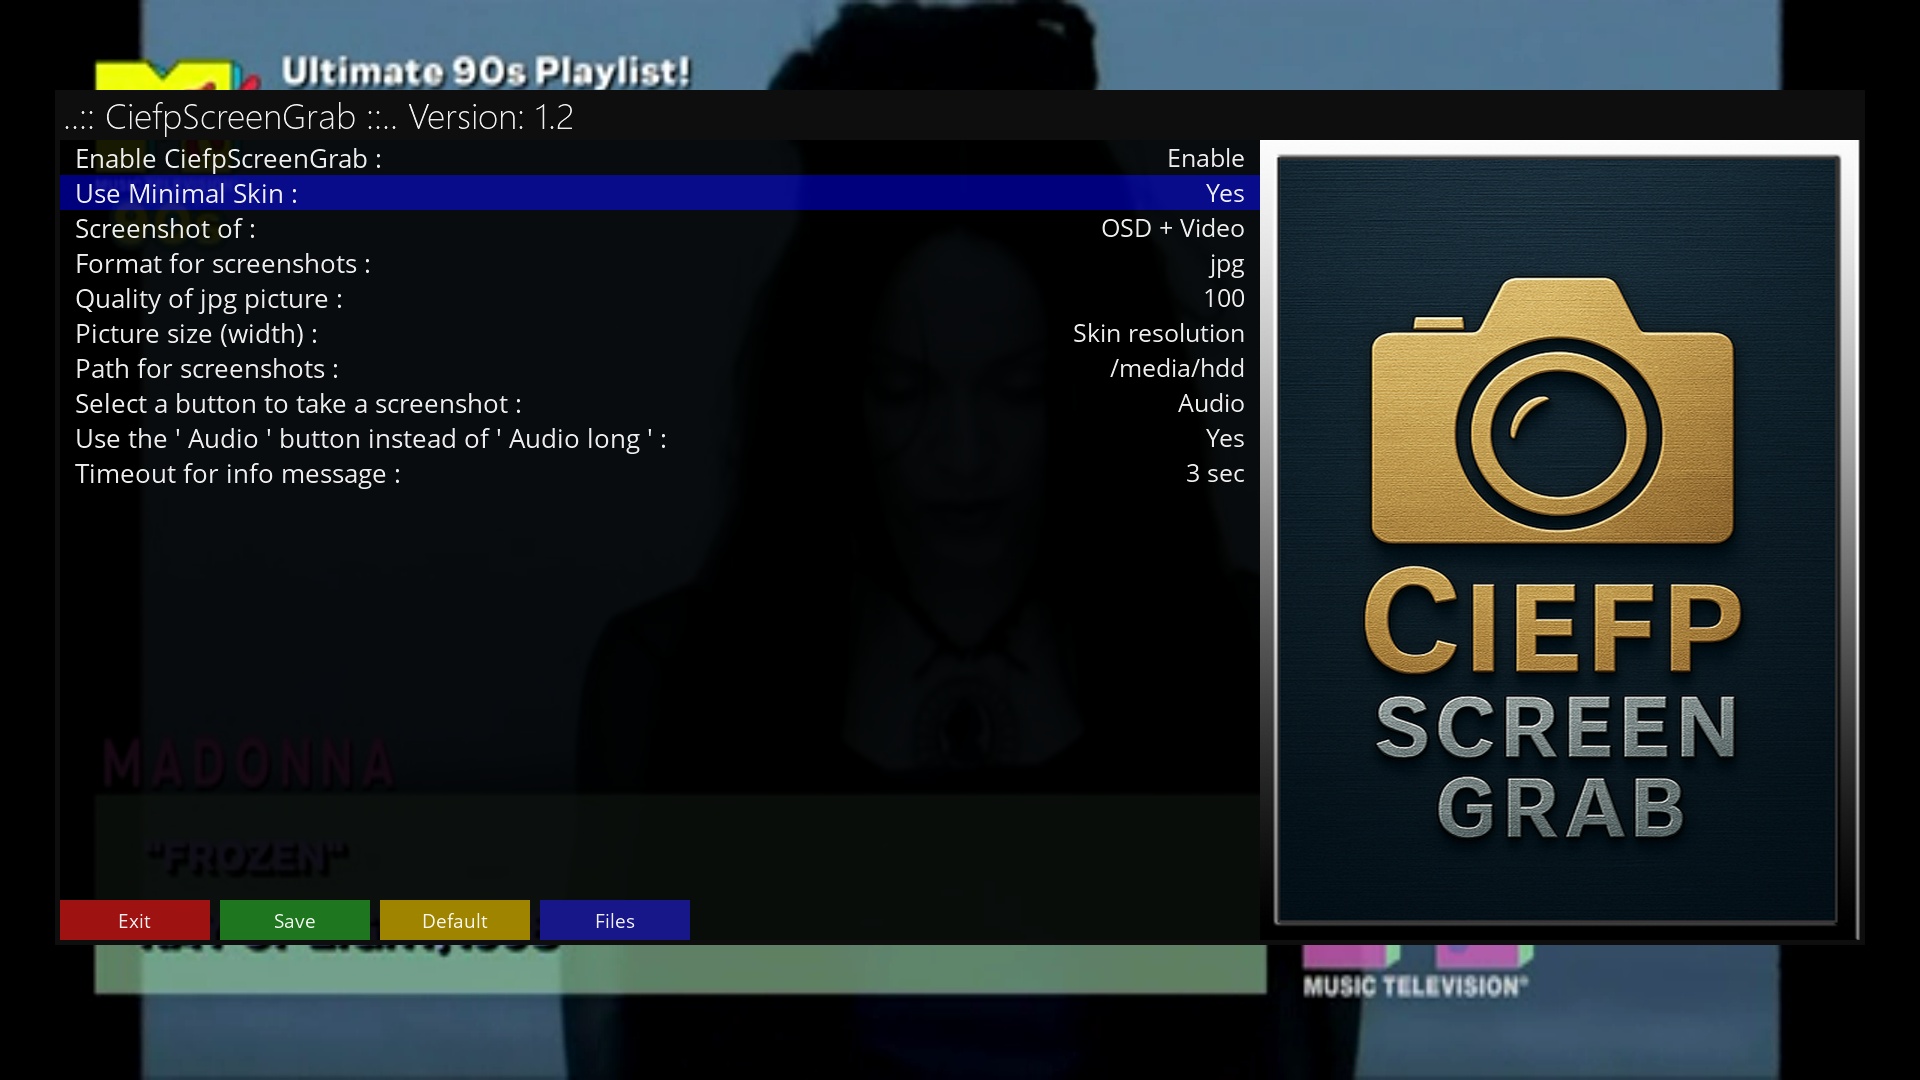 Ultimate 90s Playlist!
..:: CiefpScreenGrab ::.. Version: 1.2
Enable CiefpScreenGrab : Enable
Use Minimal Skin : Yes
90s
Screenshot of : OSD + Video
Format for screenshots : jpg
Quality of jpg picture : 100
Picture size (width) : Skin resolution
Path for screenshots : /media/hdd
Select a button to take a screenshot : Audio
Use the ' Audio ' button instead of ' Audio long ' : Yes
Timeout for info message : 3 sec
CIEFP
SCREEN
GRAB
MADONNA
"FROZEN"
Exit Save Default Files
MUSIC TELEVISION®